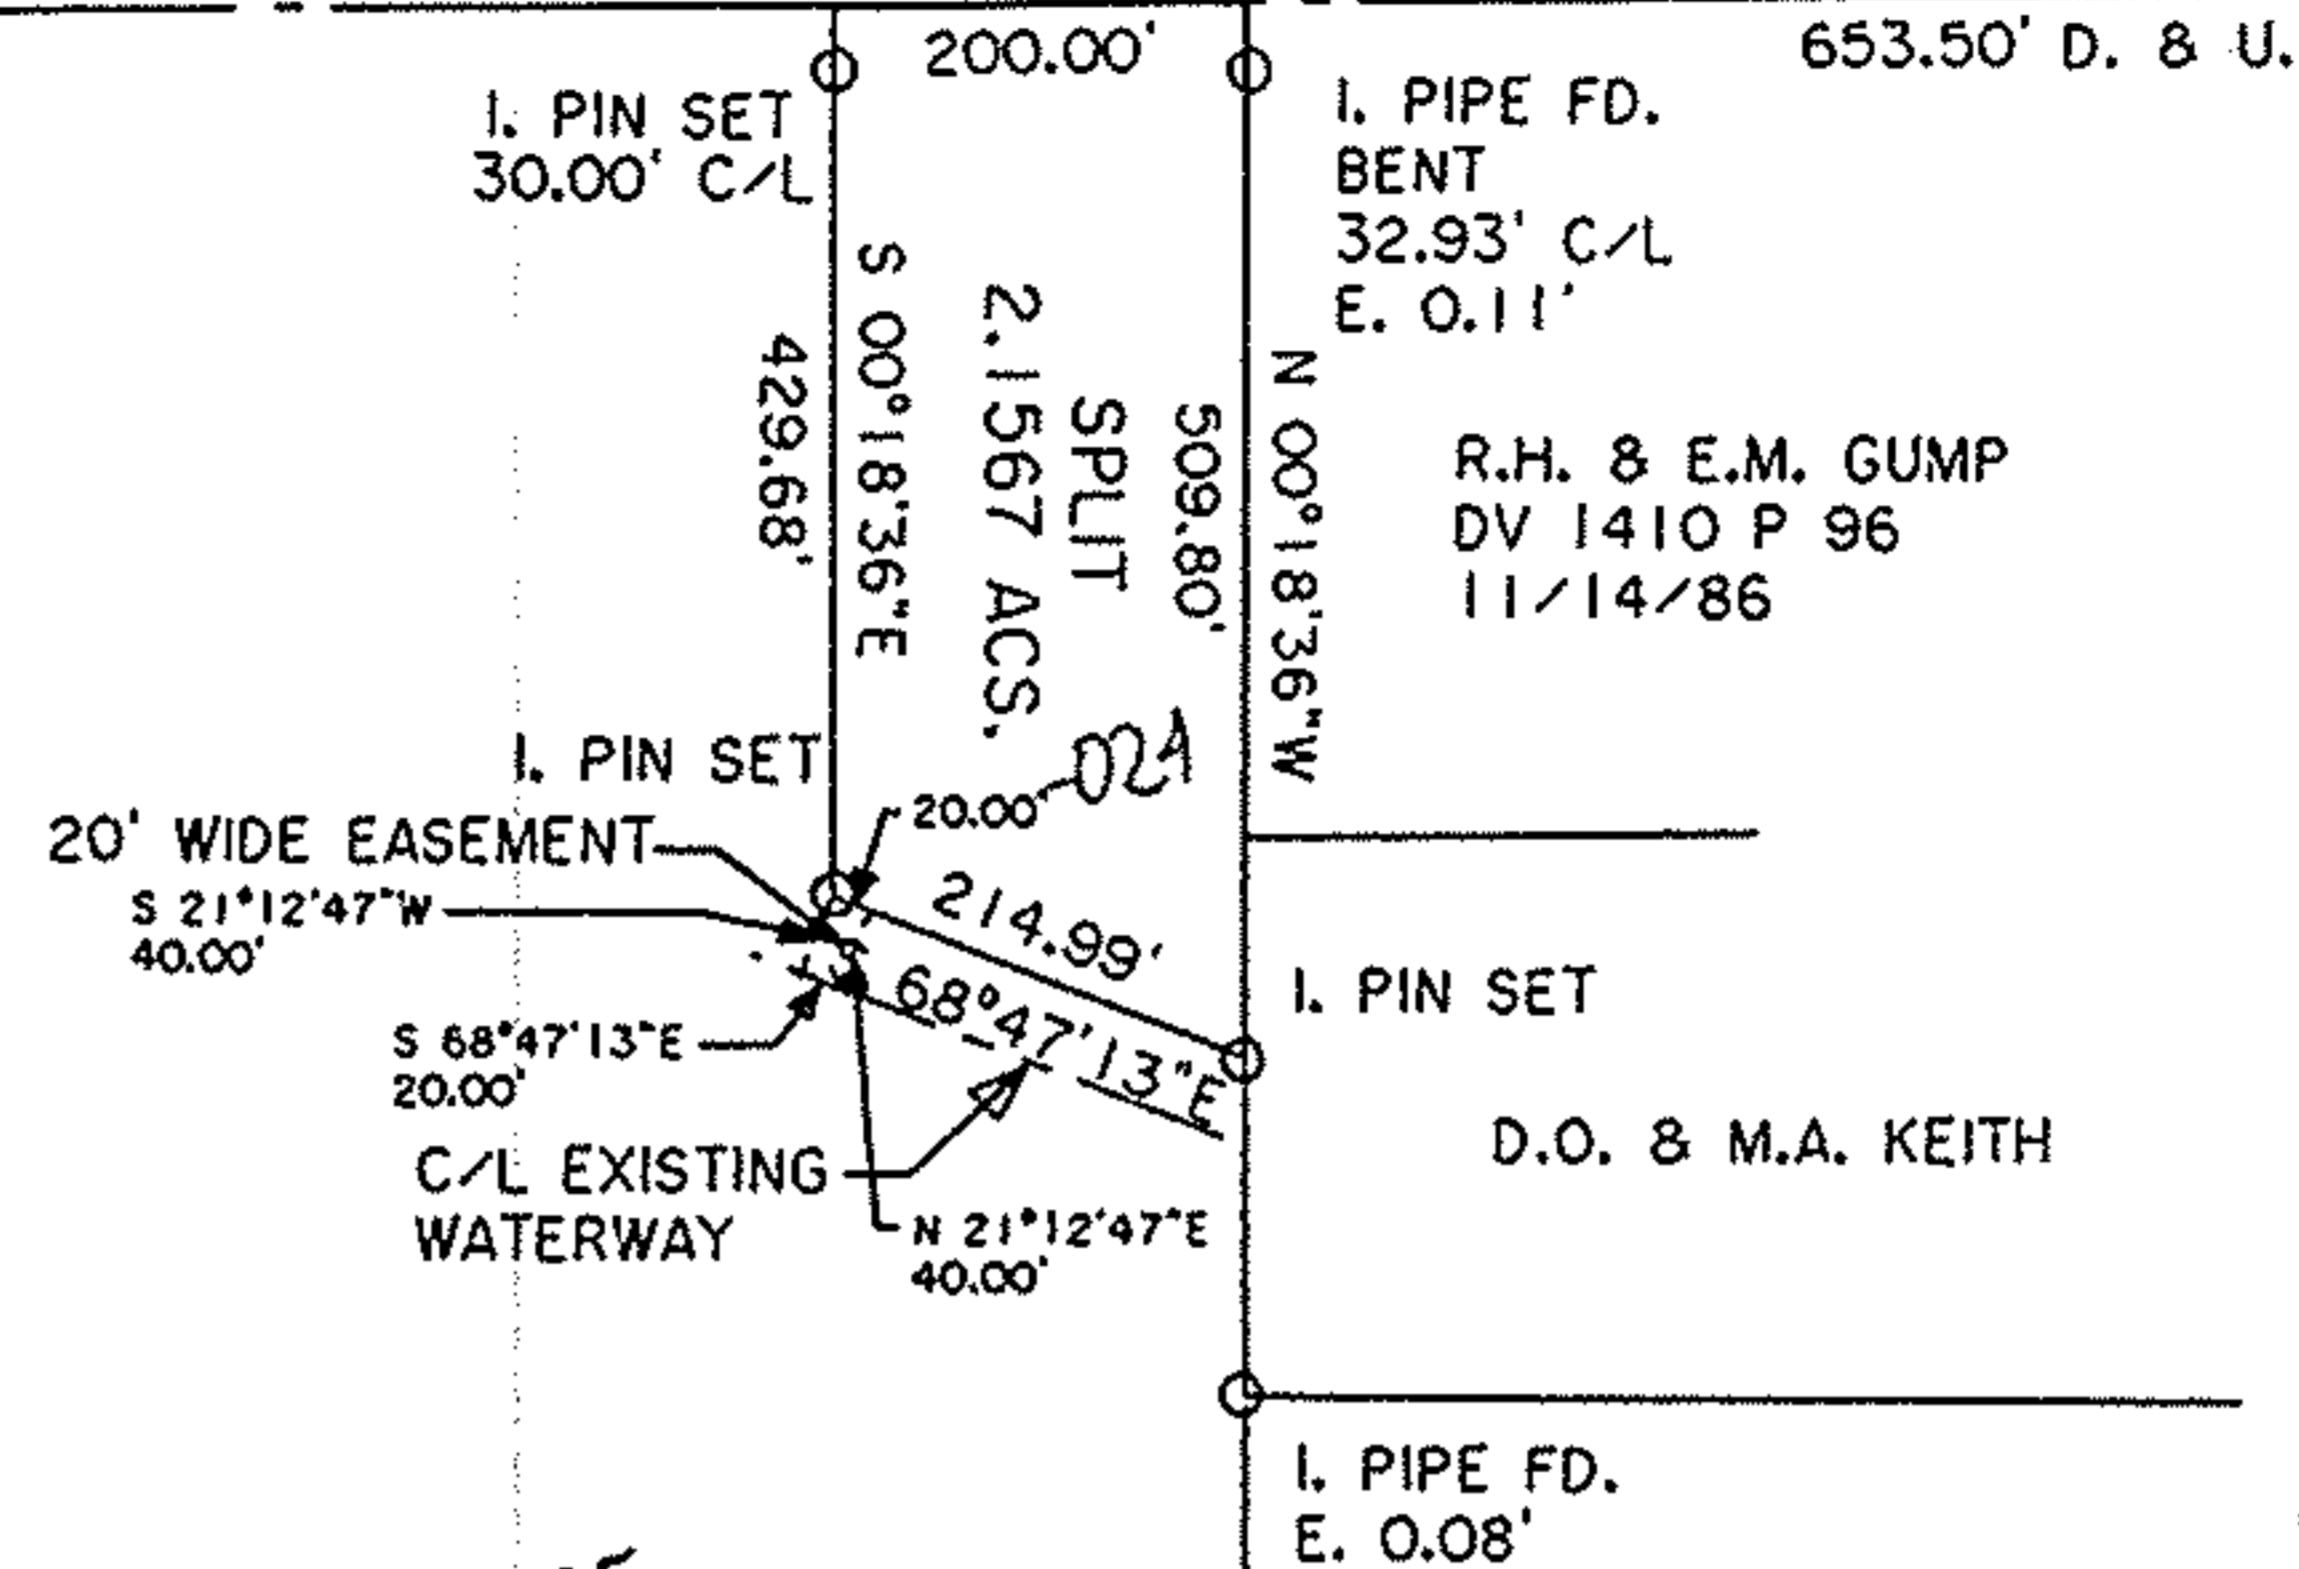 200.00'
653.50' D. & U.
I. PIN SET
30.00' C/L
I. PIPE FD.
BENT
32.93' C/L
E. 0.11'
S 00°18'36"E
429.68'
2.1567 ACS.
SPLIT
509.80'
N 00°18'36"W
R.H. & E.M. GUMP
DV 1410 P 96
11/14/86
I. PIN SET
20.00'
20' WIDE EASEMENT
S 21°12'47"W
40.00'
214.99'
68°47'13"E
I. PIN SET
S 68°47'13"E
20.00'
C/L EXISTING
WATERWAY
N 21°12'47"E
40.00'
D.O. & M.A. KEITH
I. PIPE FD.
E. 0.08'